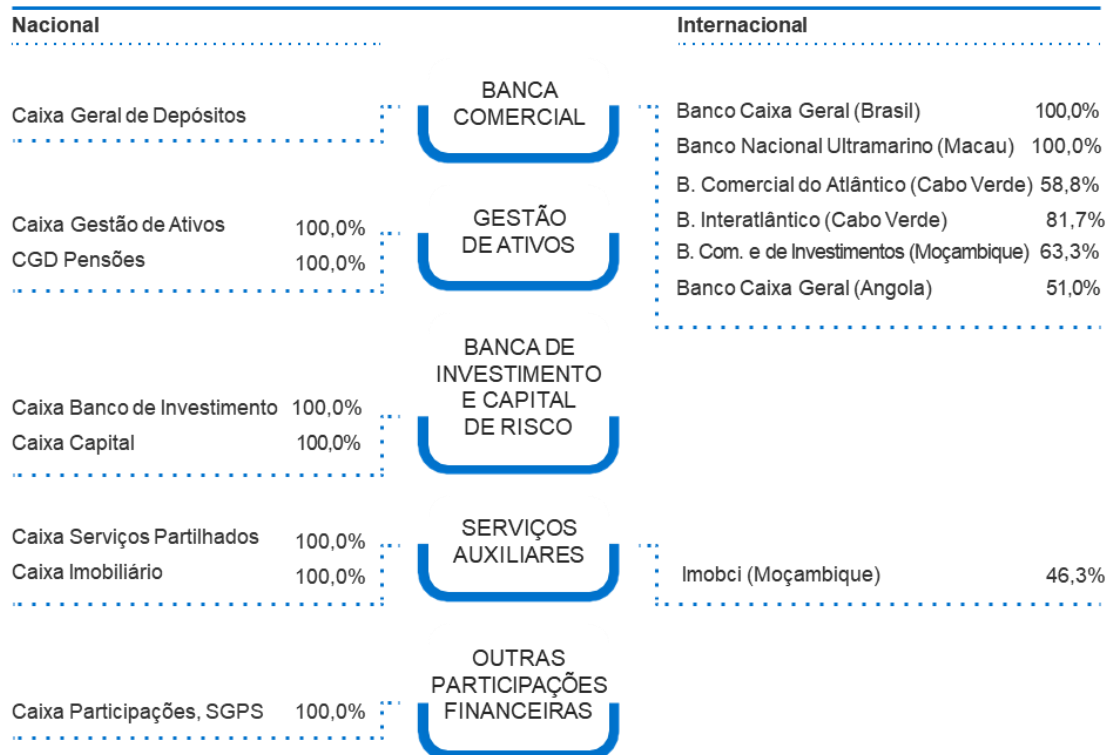 Nacional
Internacional
BANCA
COMERCIAL
Caixa Geral de Depósitos
Banco Caixa Geral (Brasil) 100,0%
Banco Nacional Ultramarino (Macau) 100,0%
B. Comercial do Atlântico (Cabo Verde) 58,8%
B. Interatlântico (Cabo Verde) 81,7%
B. Com. e de Investimentos (Moçambique) 63,3%
Banco Caixa Geral (Angola) 51,0%
GESTÃO
DE ATIVOS
Caixa Gestão de Ativos 100,0%
CGD Pensões 100,0%
BANCA DE
INVESTIMENTO
E CAPITAL
DE RISCO
Caixa Banco de Investimento 100,0%
Caixa Capital 100,0%
SERVIÇOS
AUXILIARES
Caixa Serviços Partilhados 100,0%
Caixa Imobiliário 100,0%
Imobci (Moçambique) 46,3%
OUTRAS
PARTICIPAÇÕES
FINANCEIRAS
Caixa Participações, SGPS 100,0%